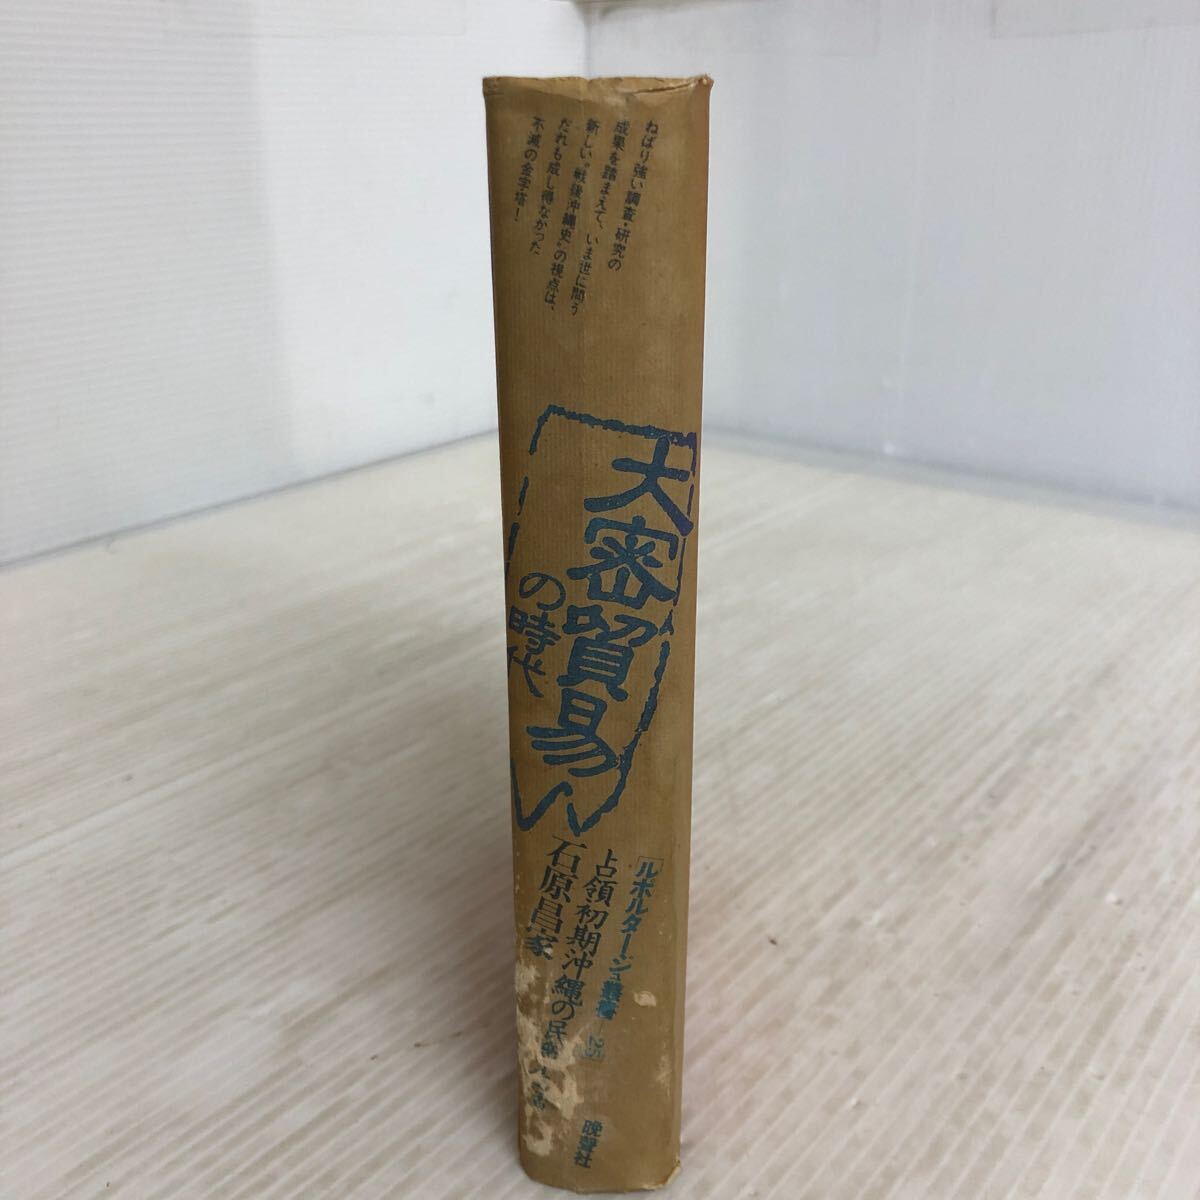 ねばり強い調査・研究の
成果を踏まえて、いま世に問う
新しい“戦後沖縄史”の視点は、
だれも成し得なかった
不滅の金字塔！
大密貿易
の時代
［ルポルタージュ叢書 25］
占領初期沖縄の民衆
石原昌家
晩聲社